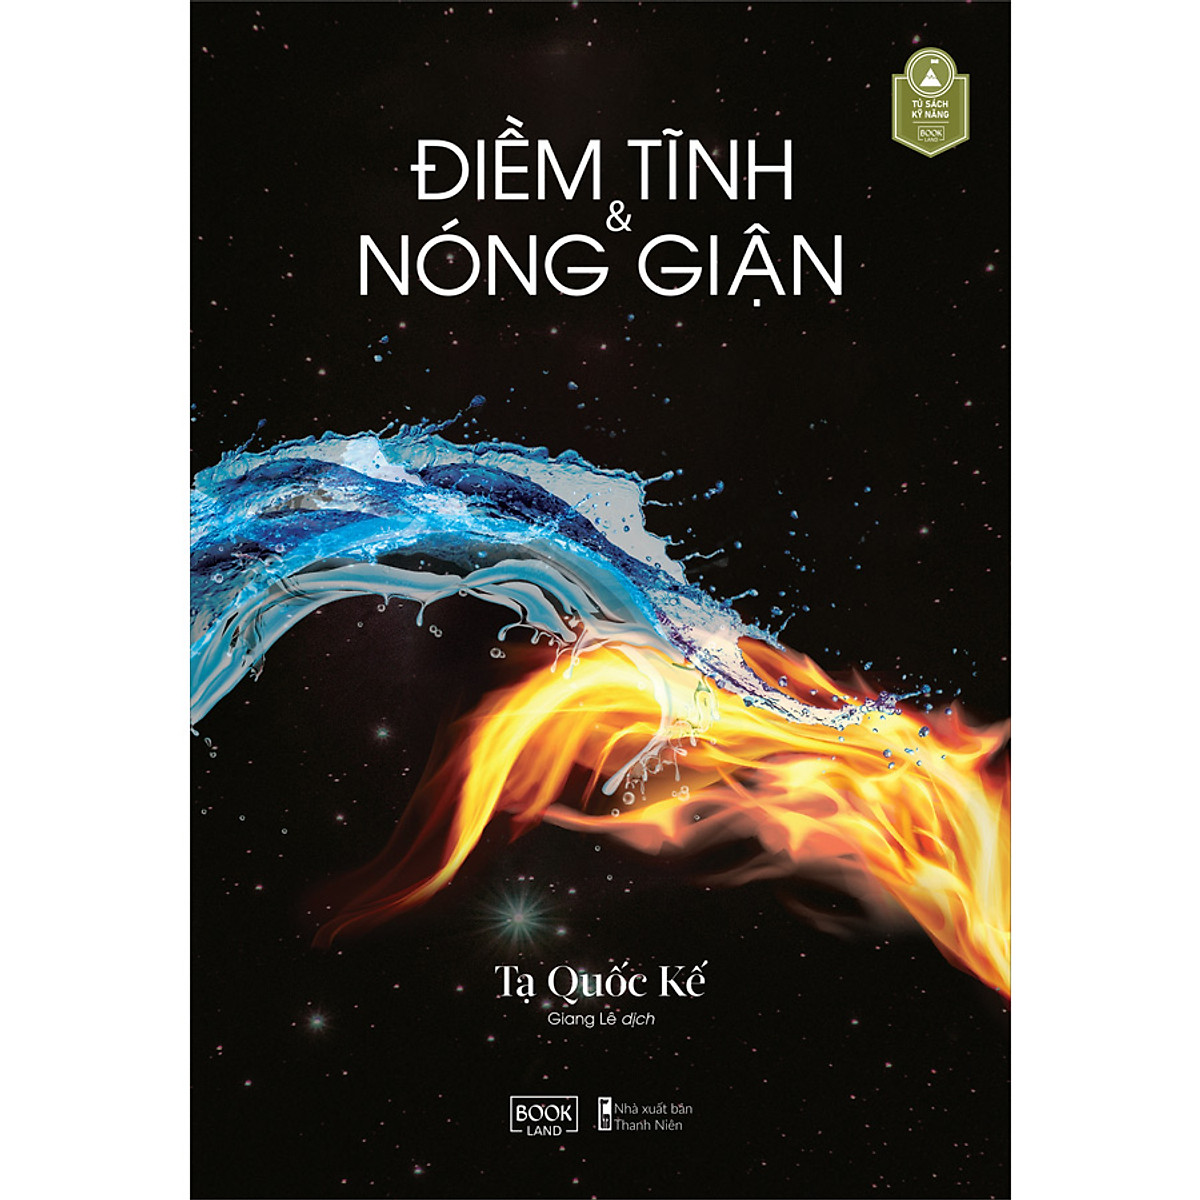 TỦ SÁCH
KỸ NĂNG
BOOK
LAND
ĐIỀM TĨNH
&
NÓNG GIẬN
Tạ Quốc Kế
Giang Lê dịch
BOOK
LAND
Nhà xuất bản
Thanh Niên